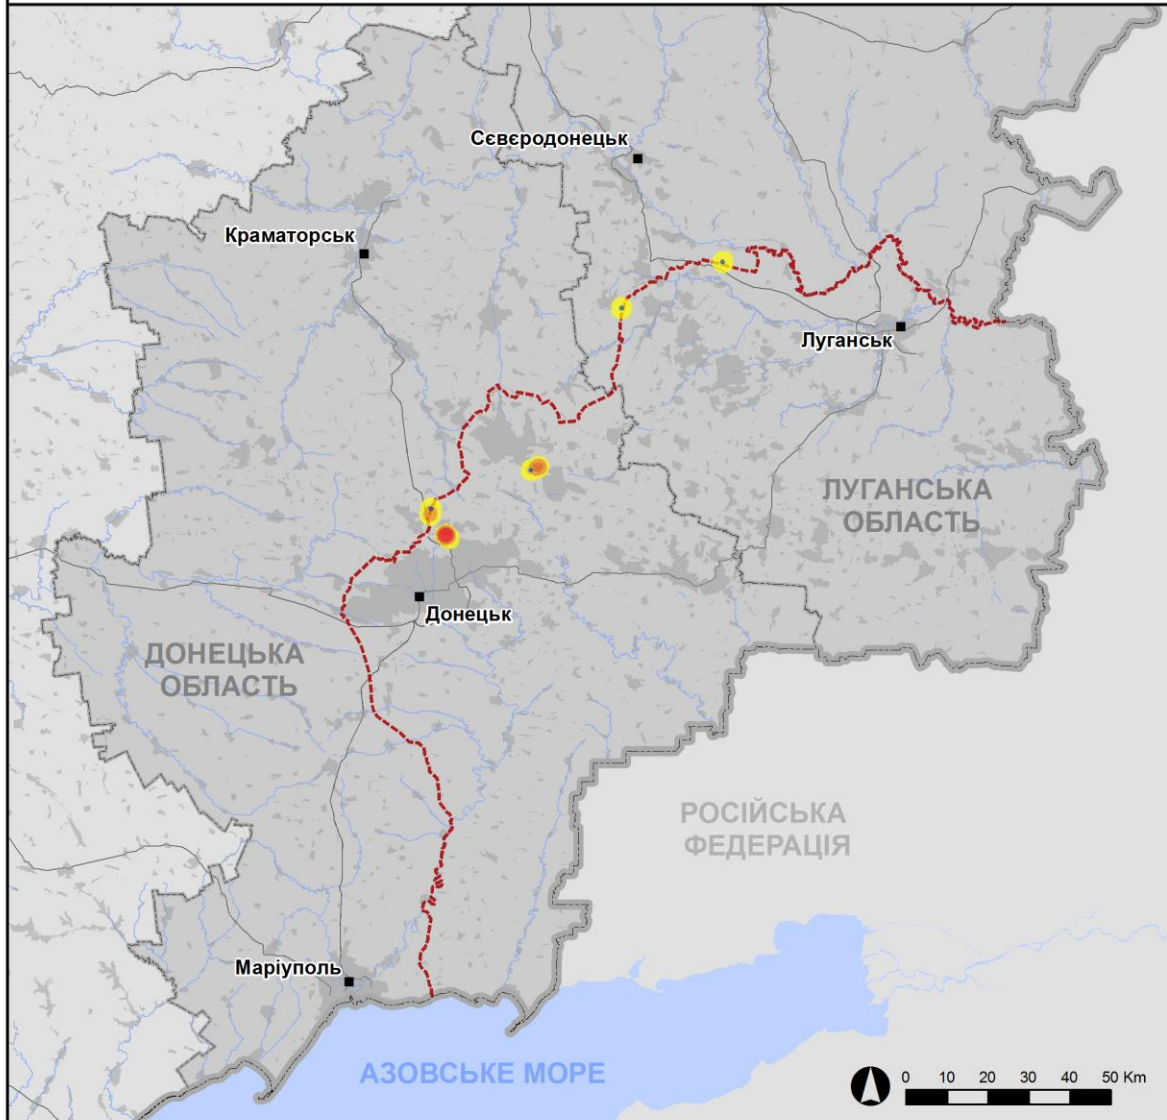 Сєвєродонецьк
Краматорськ
Луганськ
ЛУГАНСЬКА
ОБЛАСТЬ
Донецьк
ДОНЕЦЬКА
ОБЛАСТЬ
РОСІЙСЬКА
ФЕДЕРАЦІЯ
Маріуполь
АЗОВСЬКЕ МОРЕ
0 10 20 30 40 50 Km